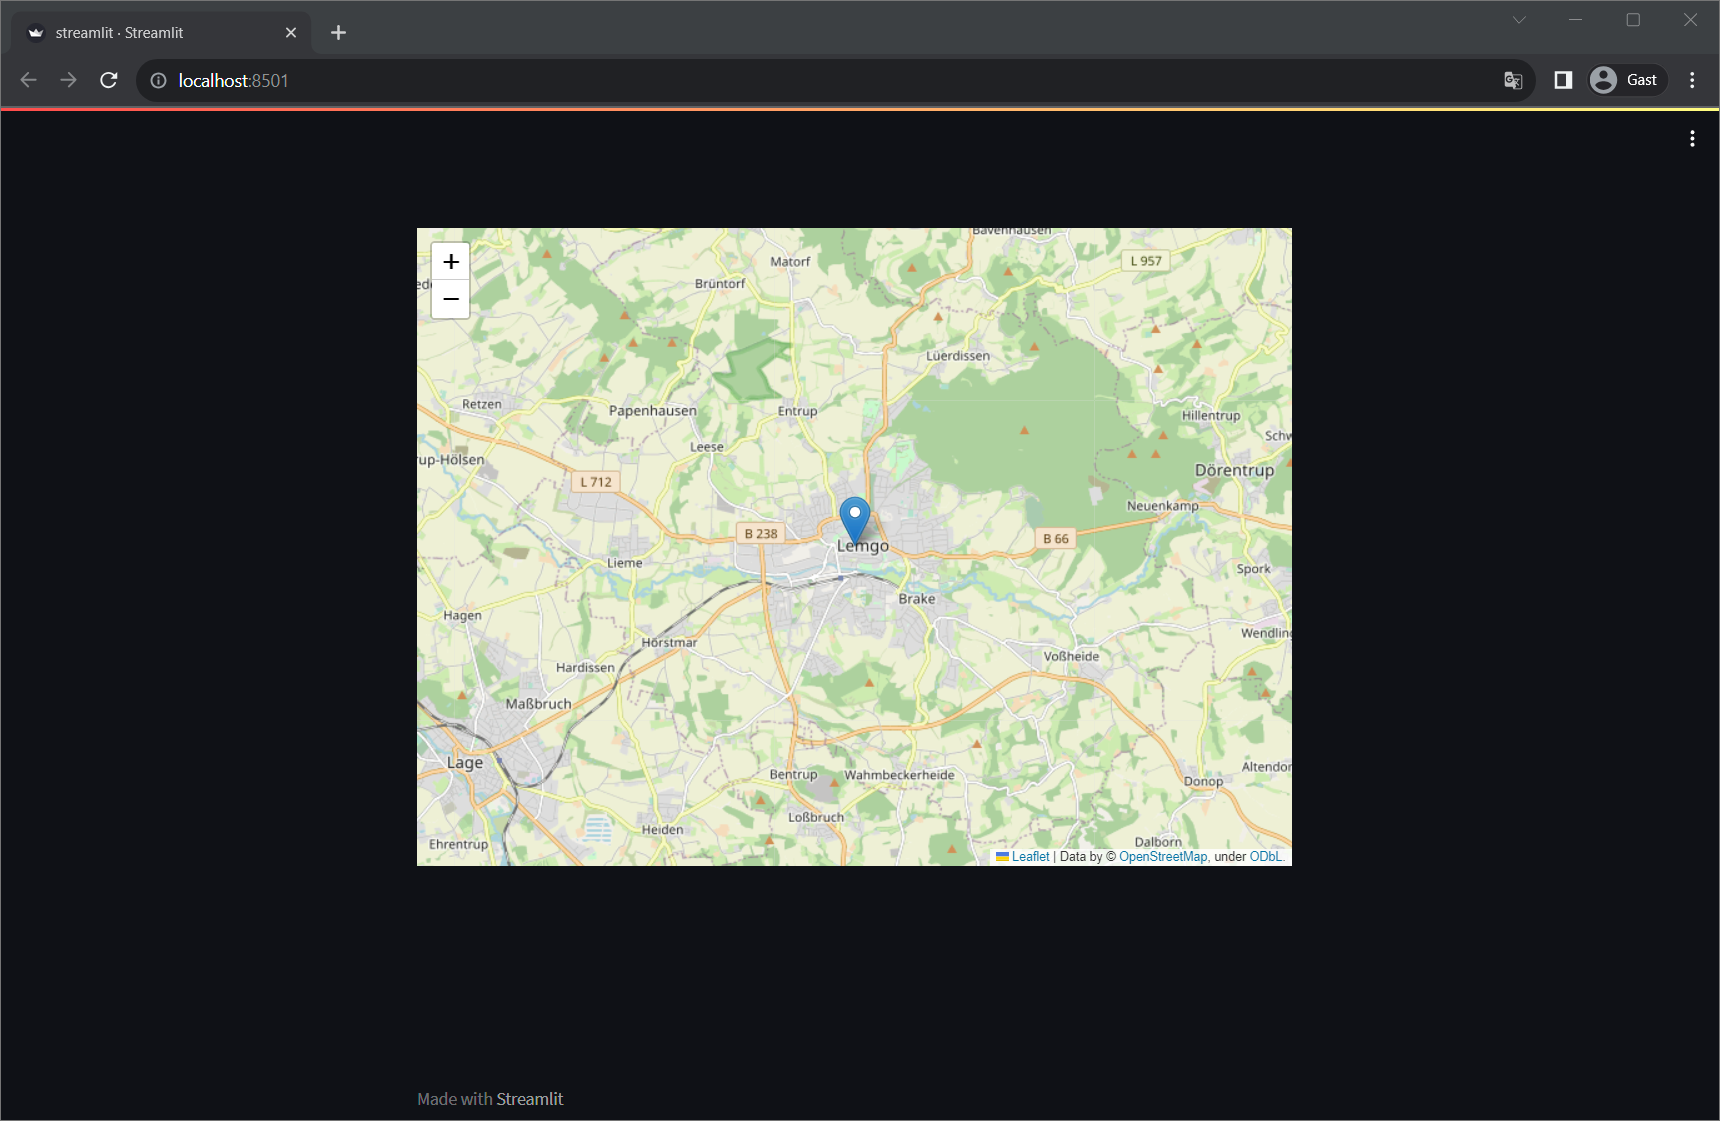 streamlit · Streamlit
localhost:8501
Gast
+
−
Bavenhausen
Matorf
L 957
Brüntorf
Lüerdissen
Retzen
Papenhausen
Entrup
Hillentrup
Leese
rup-Hölsen
Dörentrup
L 712
Neuenkamp
B 238
B 66
Lemgo
Lieme
Spork
Brake
Hagen
Wendling
Hörstmar
Voßheide
Hardissen
Maßbruch
Lage
Altendor
Bentrup
Wahmbeckerheide
Donop
Loßbruch
Heiden
Ehrentrup
Dalborn
Leaflet | Data by © OpenStreetMap, under ODbL.
Made with Streamlit